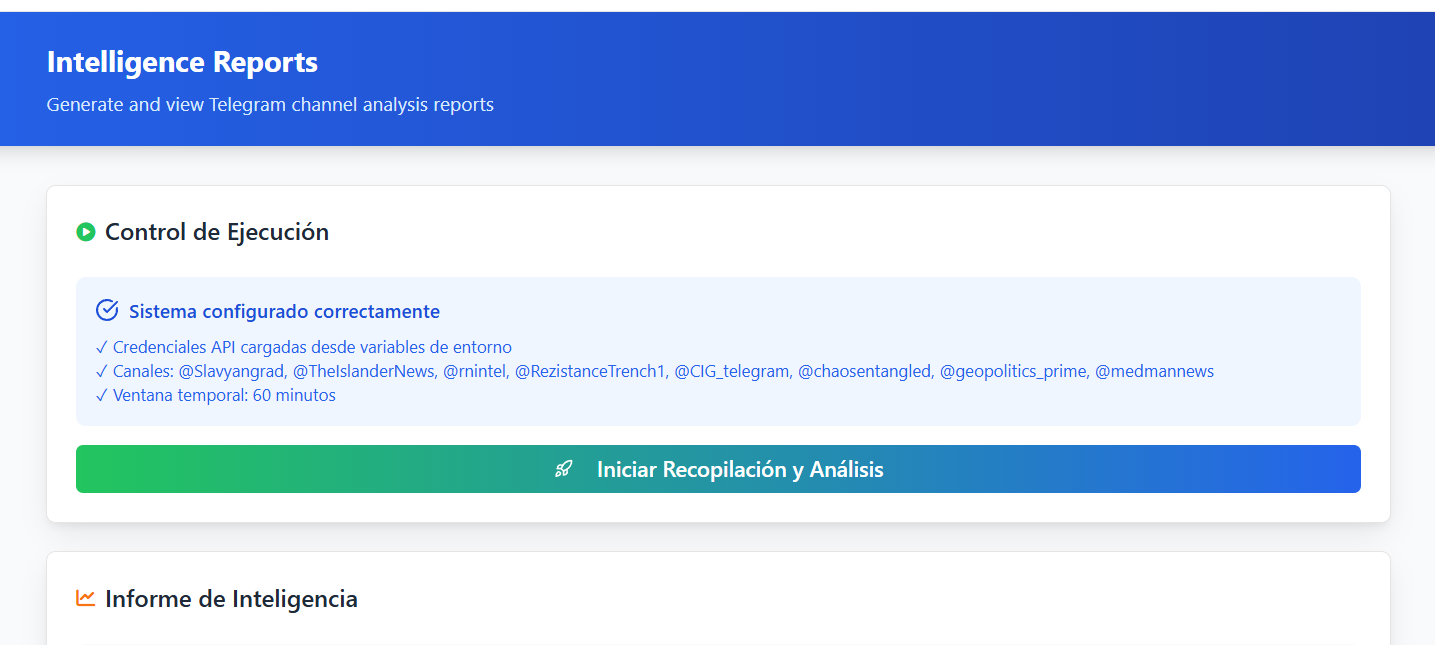 Intelligence Reports
Generate and view Telegram channel analysis reports
Control de Ejecución
Sistema configurado correctamente
✓ Credenciales API cargadas desde variables de entorno
✓ Canales: @Slavyangrad, @TheIslanderNews, @rnintel, @RezistanceTrench1, @CIG_telegram, @chaosentangled, @geopolitics_prime, @medmannews
✓ Ventana temporal: 60 minutos
Iniciar Recopilación y Análisis
Informe de Inteligencia